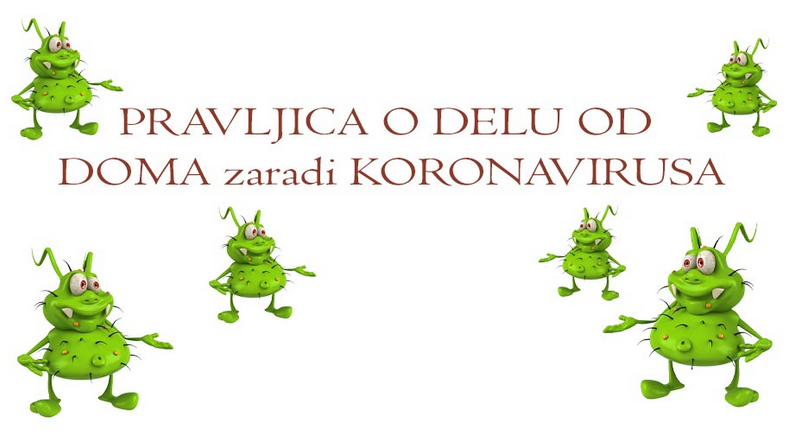 PRAVLJICA O DELU OD
DOMA zaradi KORONAVIRUSA